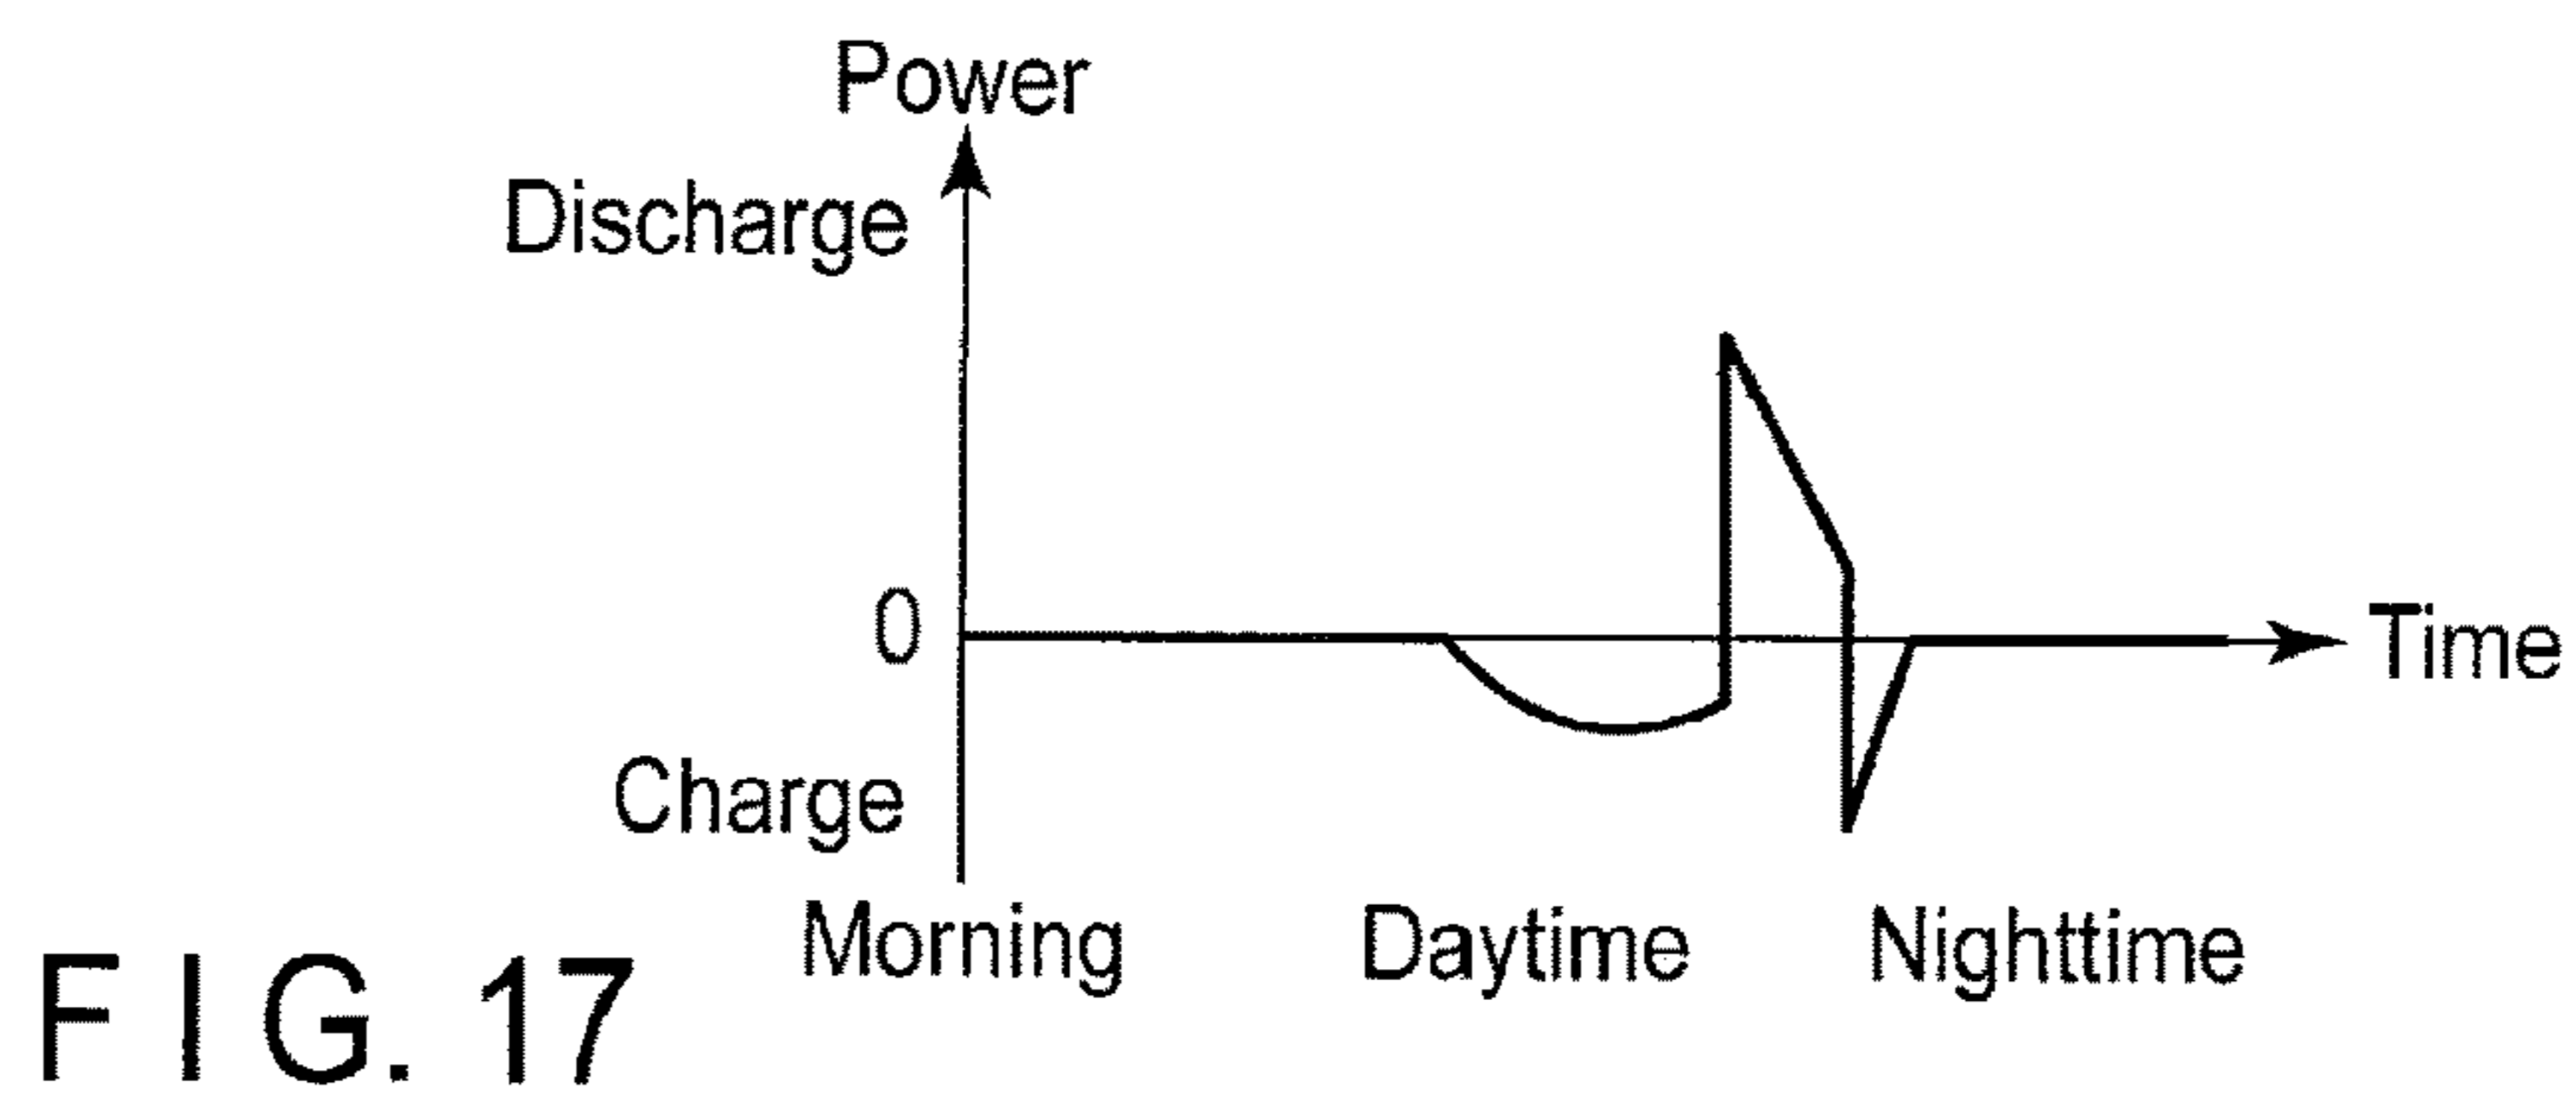 Power
Discharge
0
Time
Charge
Morning Daytime Nighttime
F I G. 17